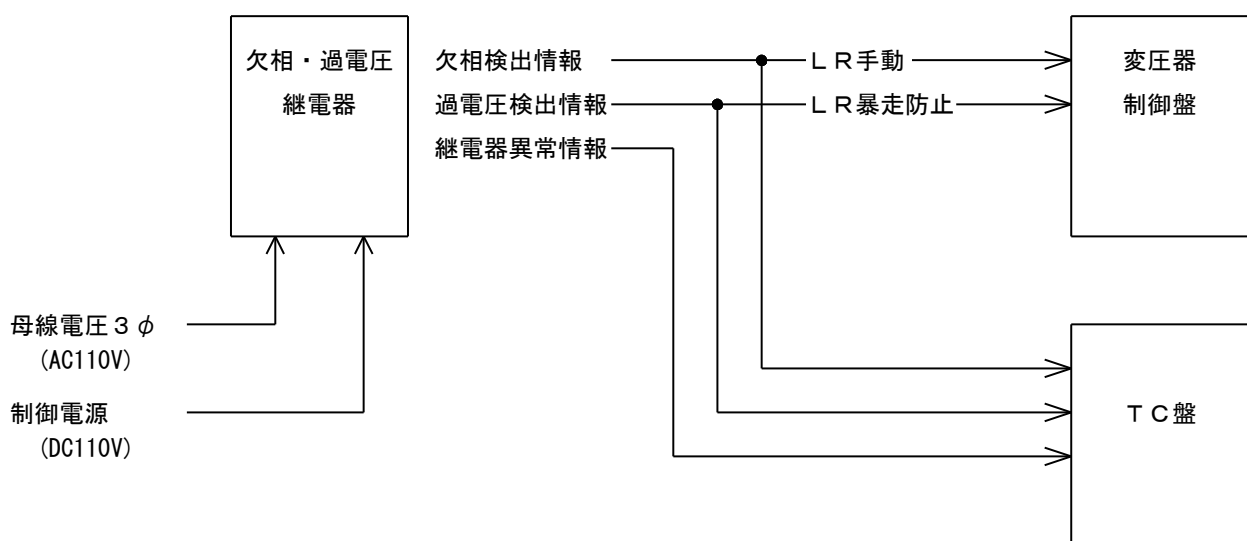 欠相・過電圧
継電器
欠相検出情報
過電圧検出情報
継電器異常情報
ＬＲ手動
ＬＲ暴走防止
変圧器
制御盤
母線電圧３φ
(AC110V)
制御電源
(DC110V)
ＴＣ盤